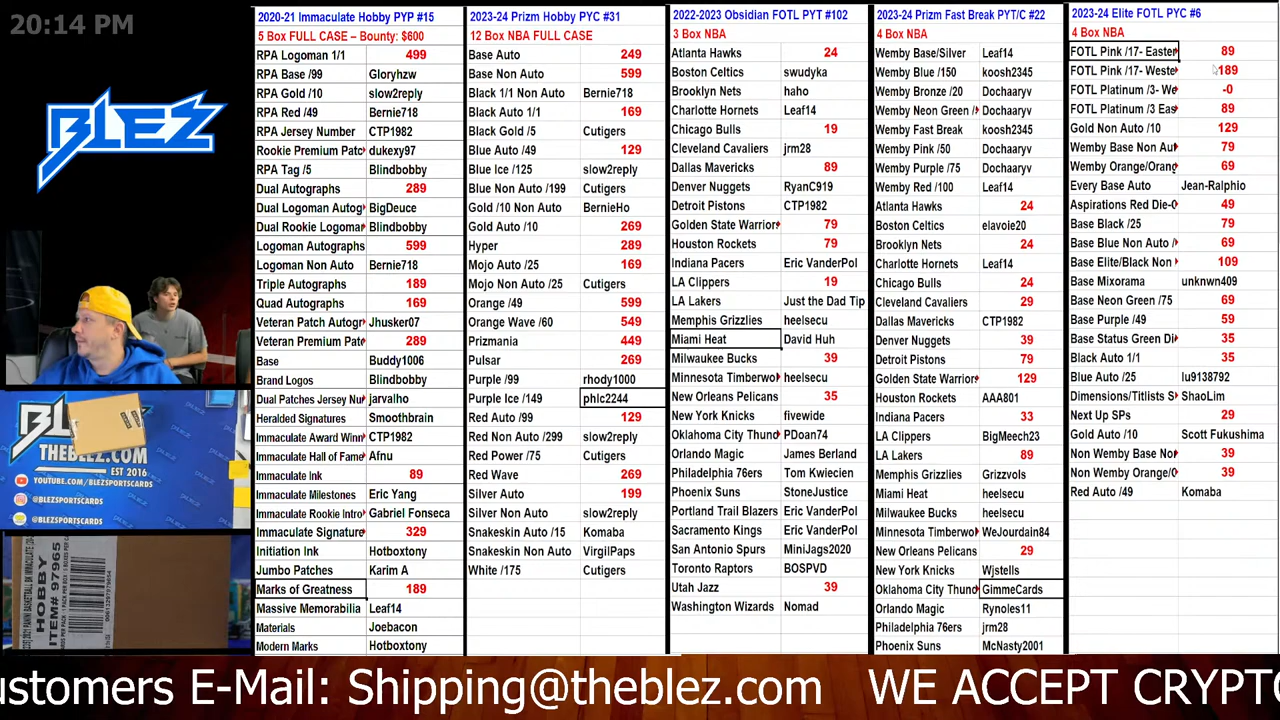 20:14 PM
BLEZ
BLEZ
THEBLEZ.COM
EST 2016
YOUTUBE.COM/BLEZSPORTSCARDS
@BLEZSPORTSCARDS
@BLEZSPORTSCARDS
HOBBY
ITEM# 97965
2020-21 Immaculate Hobby PYP #15
5 Box FULL CASE – Bounty: $600
RPA Logoman 1/1 499
RPA Base /99 Gloryhzw
RPA Gold /10 slow2reply
RPA Red /49 Bernie718
RPA Jersey Number CTP1982
Rookie Premium Patc dukexy97
RPA Tag /5 Blindbobby
Dual Autographs 289
Dual Logoman Autog BigDeuce
Dual Rookie Logoma Blindbobby
Logoman Autographs 599
Logoman Non Auto Bernie718
Triple Autographs 189
Quad Autographs 169
Veteran Patch Autogr Jhusker07
Veteran Premium Pat 289
Base Buddy1006
Brand Logos Blindbobby
Dual Patches Jersey Nu jarvalho
Heralded Signatures Smoothbrain
Immaculate Award Winn CTP1982
Immaculate Hall of Fame Afnu
Immaculate Ink 89
Immaculate Milestones Eric Yang
Immaculate Rookie Intro Gabriel Fonseca
Immaculate Signature 329
Initiation Ink Hotboxtony
Jumbo Patches Karim A
Marks of Greatness 189
Massive Memorabilia Leaf14
Materials Joebacon
Modern Marks Hotboxtony
2023-24 Prizm Hobby PYC #31
12 Box NBA FULL CASE
Base Auto 249
Base Non Auto 599
Black 1/1 Non Auto Bernie718
Black Auto 1/1 169
Black Gold /5 Cutigers
Blue Auto /49 129
Blue Ice /125 slow2reply
Blue Non Auto /199 Cutigers
Gold /10 Non Auto BernieHo
Gold Auto /10 269
Hyper 289
Mojo Auto /25 169
Mojo Non Auto /25 Cutigers
Orange /49 599
Orange Wave /60 549
Prizmania 449
Pulsar 269
Purple /99 rhody1000
Purple Ice /149 phlc2244
Red Auto /99 129
Red Non Auto /299 slow2reply
Red Power /75 Cutigers
Red Wave 269
Silver Auto 199
Silver Non Auto slow2reply
Snakeskin Auto /15 Komaba
Snakeskin Non Auto VirgilPaps
White /175 Cutigers
2022-2023 Obsidian FOTL PYT #102
3 Box NBA
Atlanta Hawks 24
Boston Celtics swudyka
Brooklyn Nets haho
Charlotte Hornets Leaf14
Chicago Bulls 19
Cleveland Cavaliers jrm28
Dallas Mavericks 89
Denver Nuggets RyanC919
Detroit Pistons CTP1982
Golden State Warrior 79
Houston Rockets 79
Indiana Pacers Eric VanderPol
LA Clippers 19
LA Lakers Just the Dad Tip
Memphis Grizzlies heelsecu
Miami Heat David Huh
Milwaukee Bucks 39
Minnesota Timberwo heelsecu
New Orleans Pelicans 35
New York Knicks fivewide
Oklahoma City Thund PDoan74
Orlando Magic James Berland
Philadelphia 76ers Tom Kwiecien
Phoenix Suns StoneJustice
Portland Trail Blazers Eric VanderPol
Sacramento Kings Eric VanderPol
San Antonio Spurs MiniJags2020
Toronto Raptors BOSPVD
Utah Jazz 39
Washington Wizards Nomad
2023-24 Prizm Fast Break PYT/C #22
4 Box NBA
Wemby Base/Silver Leaf14
Wemby Blue /150 koosh2345
Wemby Bronze /20 Dochaaryv
Wemby Neon Green / Dochaaryv
Wemby Fast Break koosh2345
Wemby Pink /50 Dochaaryv
Wemby Purple /75 Dochaaryv
Wemby Red /100 Leaf14
Atlanta Hawks 24
Boston Celtics elavoie20
Brooklyn Nets 24
Charlotte Hornets Leaf14
Chicago Bulls 24
Cleveland Cavaliers 29
Dallas Mavericks CTP1982
Denver Nuggets 39
Detroit Pistons 79
Golden State Warrior 129
Houston Rockets AAA801
Indiana Pacers 33
LA Clippers BigMeech23
LA Lakers 89
Memphis Grizzlies Grizzvols
Miami Heat heelsecu
Milwaukee Bucks heelsecu
Minnesota Timberwo WeJourdain84
New Orleans Pelicans 29
New York Knicks Wjstells
Oklahoma City Thund GimmeCards
Orlando Magic Rynoles11
Philadelphia 76ers jrm28
Phoenix Suns McNasty2001
2023-24 Elite FOTL PYC #6
4 Box NBA
FOTL Pink /17- Easter 89
FOTL Pink /17- Weste 189
FOTL Platinum /3- We -0
FOTL Platinum /3 Eas 89
Gold Non Auto /10 129
Wemby Base Non Au 79
Wemby Orange/Orang 69
Every Base Auto Jean-Ralphio
Aspirations Red Die-C 49
Base Black /25 79
Base Blue Non Auto / 69
Base Elite/Black Non 109
Base Mixorama unknwn409
Base Neon Green /75 69
Base Purple /49 59
Base Status Green Di 35
Black Auto 1/1 35
Blue Auto /25 lu9138792
Dimensions/Titlists S ShaoLim
Next Up SPs 29
Gold Auto /10 Scott Fukushima
Non Wemby Base No 39
Non Wemby Orange/O 39
Red Auto /49 Komaba
ustomers E-Mail: Shipping@theblez.com WE ACCEPT CRYPT